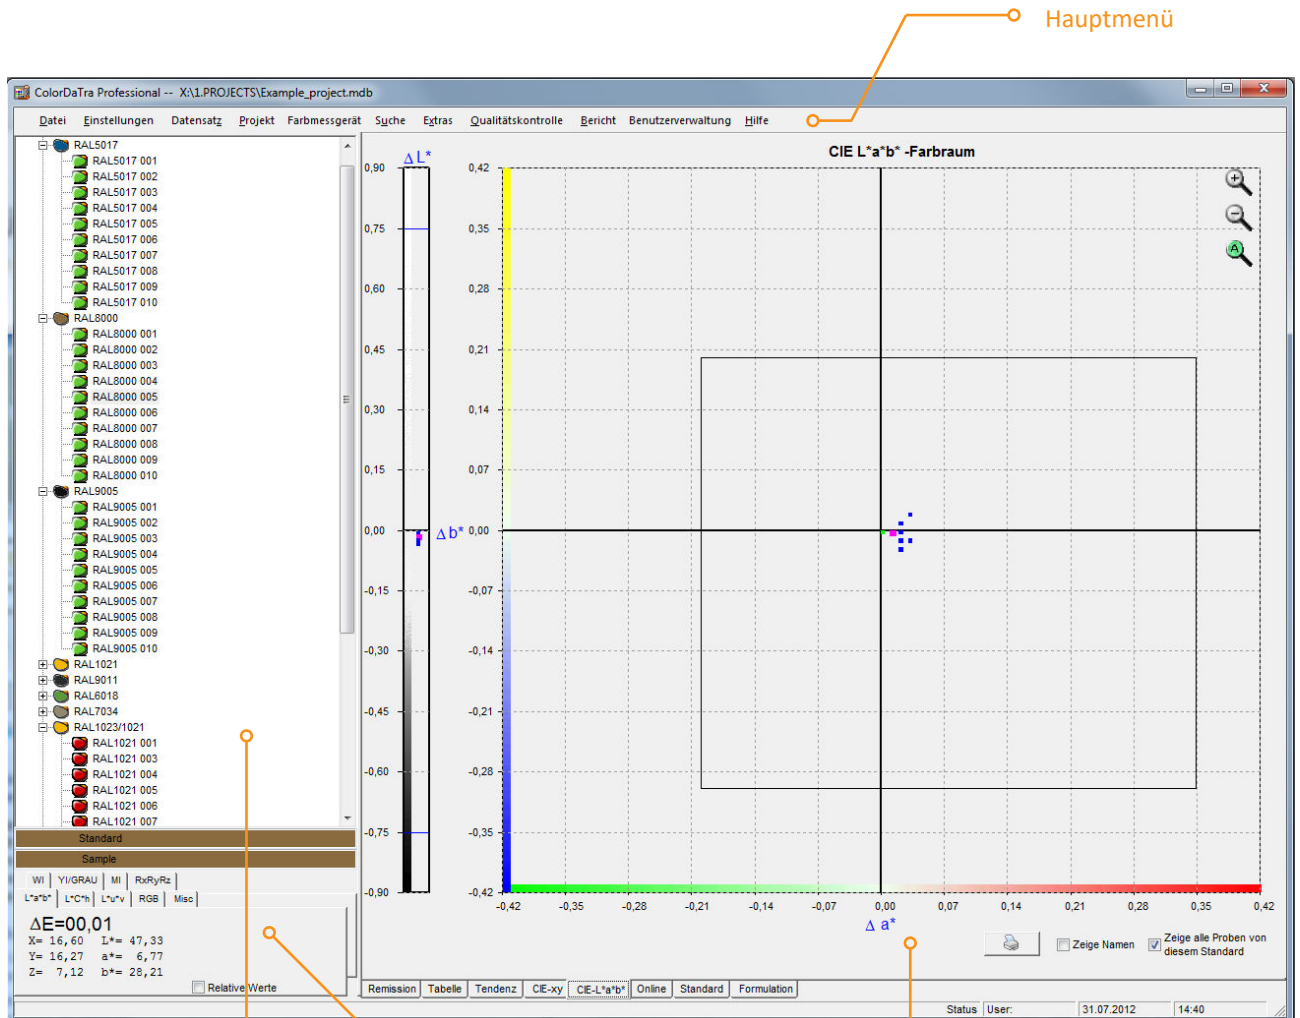 Hauptmenü
ColorDaTra Professional -- X:\1.PROJECTS\Example_project.mdb
Datei Einstellungen Datensatz Projekt Farbmessgerät Suche Extras Qualitätskontrolle Bericht Benutzerverwaltung Hilfe
RAL5017
RAL5017 001
RAL5017 002
RAL5017 003
RAL5017 004
RAL5017 005
RAL5017 006
RAL5017 007
RAL5017 008
RAL5017 009
RAL5017 010
RAL8000
RAL8000 001
RAL8000 002
RAL8000 003
RAL8000 004
RAL8000 005
RAL8000 006
RAL8000 007
RAL8000 008
RAL8000 009
RAL8000 010
RAL9005
RAL9005 001
RAL9005 002
RAL9005 003
RAL9005 004
RAL9005 005
RAL9005 006
RAL9005 007
RAL9005 008
RAL9005 009
RAL9005 010
RAL1021
RAL9011
RAL6018
RAL7034
RAL1023/1021
RAL1021 001
RAL1021 003
RAL1021 004
RAL1021 005
RAL1021 006
RAL1021 007
Standard
Sample
WI YI/GRAU MI RxRyRz
L*a*b* L*C*h L*u*v RGB Misc
ΔE=00,01
X= 16,60 L*= 47,33
Y= 16,27 a*= 6,77
Z= 7,12 b*= 28,21
Relative Werte
Δ L*
0,90
0,75
0,60
0,45
0,30
0,15
0,00
-0,15
-0,30
-0,45
-0,60
-0,75
-0,90
CIE L*a*b* -Farbraum
A
Δ b*
0,42
0,35
0,28
0,21
0,14
0,07
0,00
-0,07
-0,14
-0,21
-0,28
-0,35
-0,42
-0,42 -0,35 -0,28 -0,21 -0,14 -0,07 0,00 0,07 0,14 0,21 0,28 0,35 0,42
Δ a*
Zeige Namen
Zeige alle Proben von
diesem Standard
Remission Tabelle Tendenz CIE-xy CIE-L*a*b* Online Standard Formulation
Status User: 31.07.2012 14:40